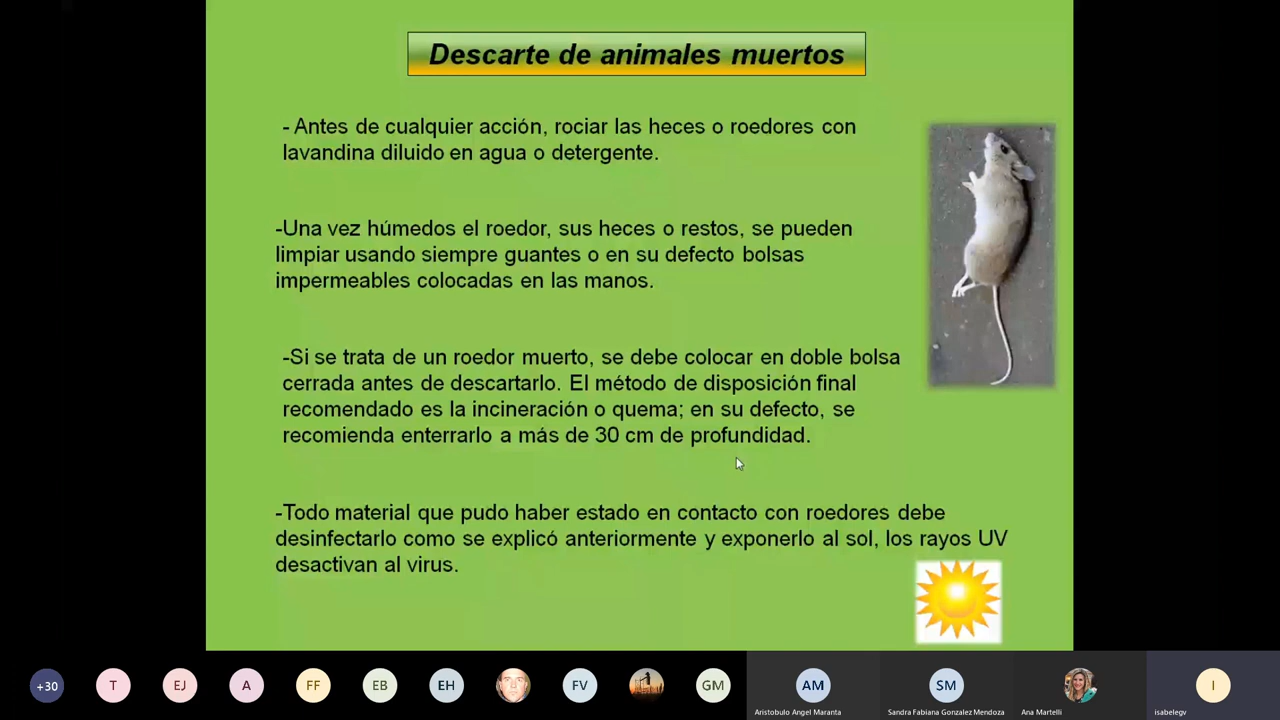 Descarte de animales muertos
- Antes de cualquier acción, rociar las heces o roedores con
lavandina diluido en agua o detergente.
-Una vez húmedos el roedor, sus heces o restos, se pueden
limpiar usando siempre guantes o en su defecto bolsas
impermeables colocadas en las manos.
-Si se trata de un roedor muerto, se debe colocar en doble bolsa
cerrada antes de descartarlo. El método de disposición final
recomendado es la incineración o quema; en su defecto, se
recomienda enterrarlo a más de 30 cm de profundidad.
-Todo material que pudo haber estado en contacto con roedores debe
desinfectarlo como se explicó anteriormente y exponerlo al sol, los rayos UV
desactivan al virus.
+30 T EJ A FF EB EH FV GM AM SM I
Aristobulo Angel Maranta Sandra Fabiana Gonzalez Mendoza Ana Martelli isabelegv